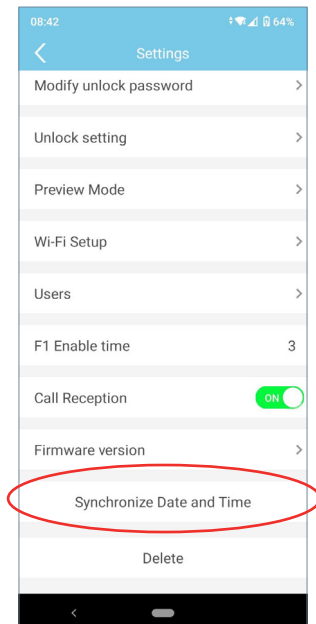 08:42 64%
Settings
Modify unlock password
Unlock setting
Preview Mode
Wi-Fi Setup
Users
F1 Enable time 3
Call Reception ON
Firmware version
Synchronize Date and Time
Delete